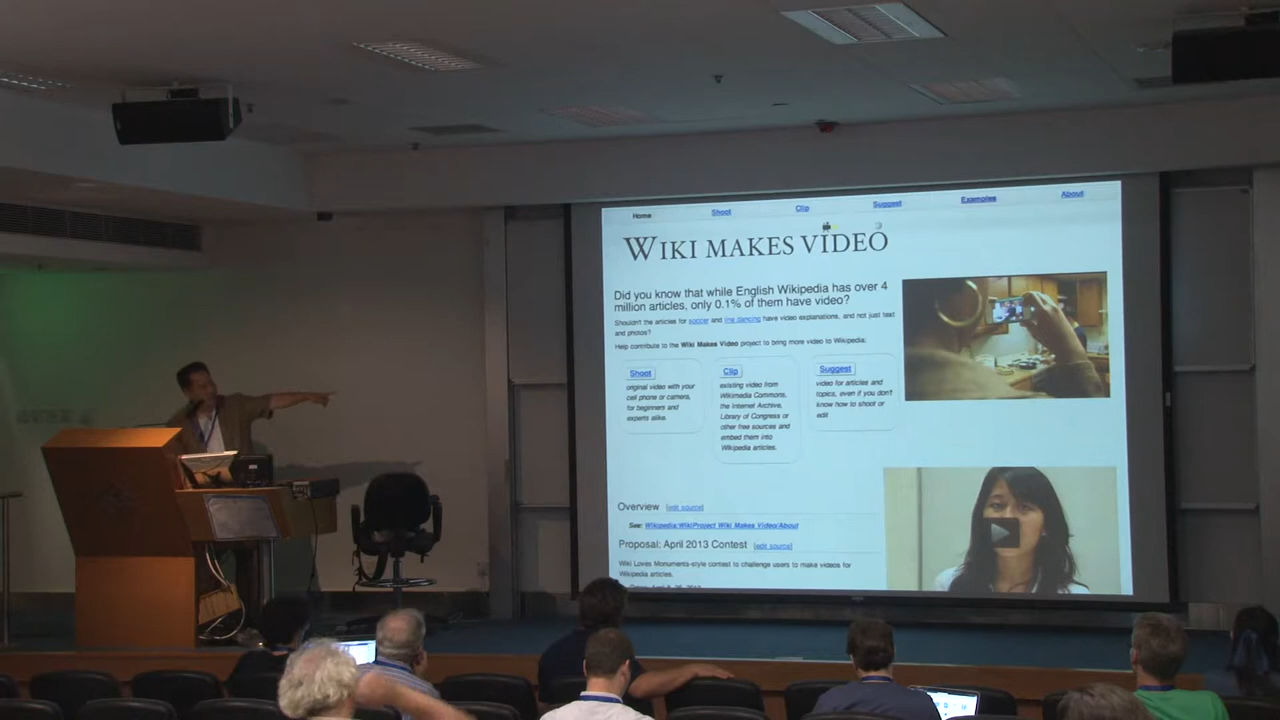 Home Shoot Clip Suggest Examples About
WIKI MAKES VIDEO
Did you know that while English Wikipedia has over 4
million articles, only 0.1% of them have video?
Shouldn't the articles for soccer and line dancing have video explanations, and not just text
and photos?
Help contribute to the Wiki Makes Video project to bring more video to Wikipedia:
Shoot
original video with your
cell phone or camera,
for beginners and
experts alike.
Clip
existing video from
Wikimedia Commons,
the Internet Archive,
Library of Congress or
other free sources and
embed them into
Wikipedia articles.
Suggest
video for articles and
topics, even if you don't
know how to shoot or
edit
Overview [edit source]
See: Wikipedia:WikiProject Wiki Makes Video/About
Proposal: April 2013 Contest [edit source]
Wiki Loves Monuments-style contest to challenge users to make videos for
Wikipedia articles.